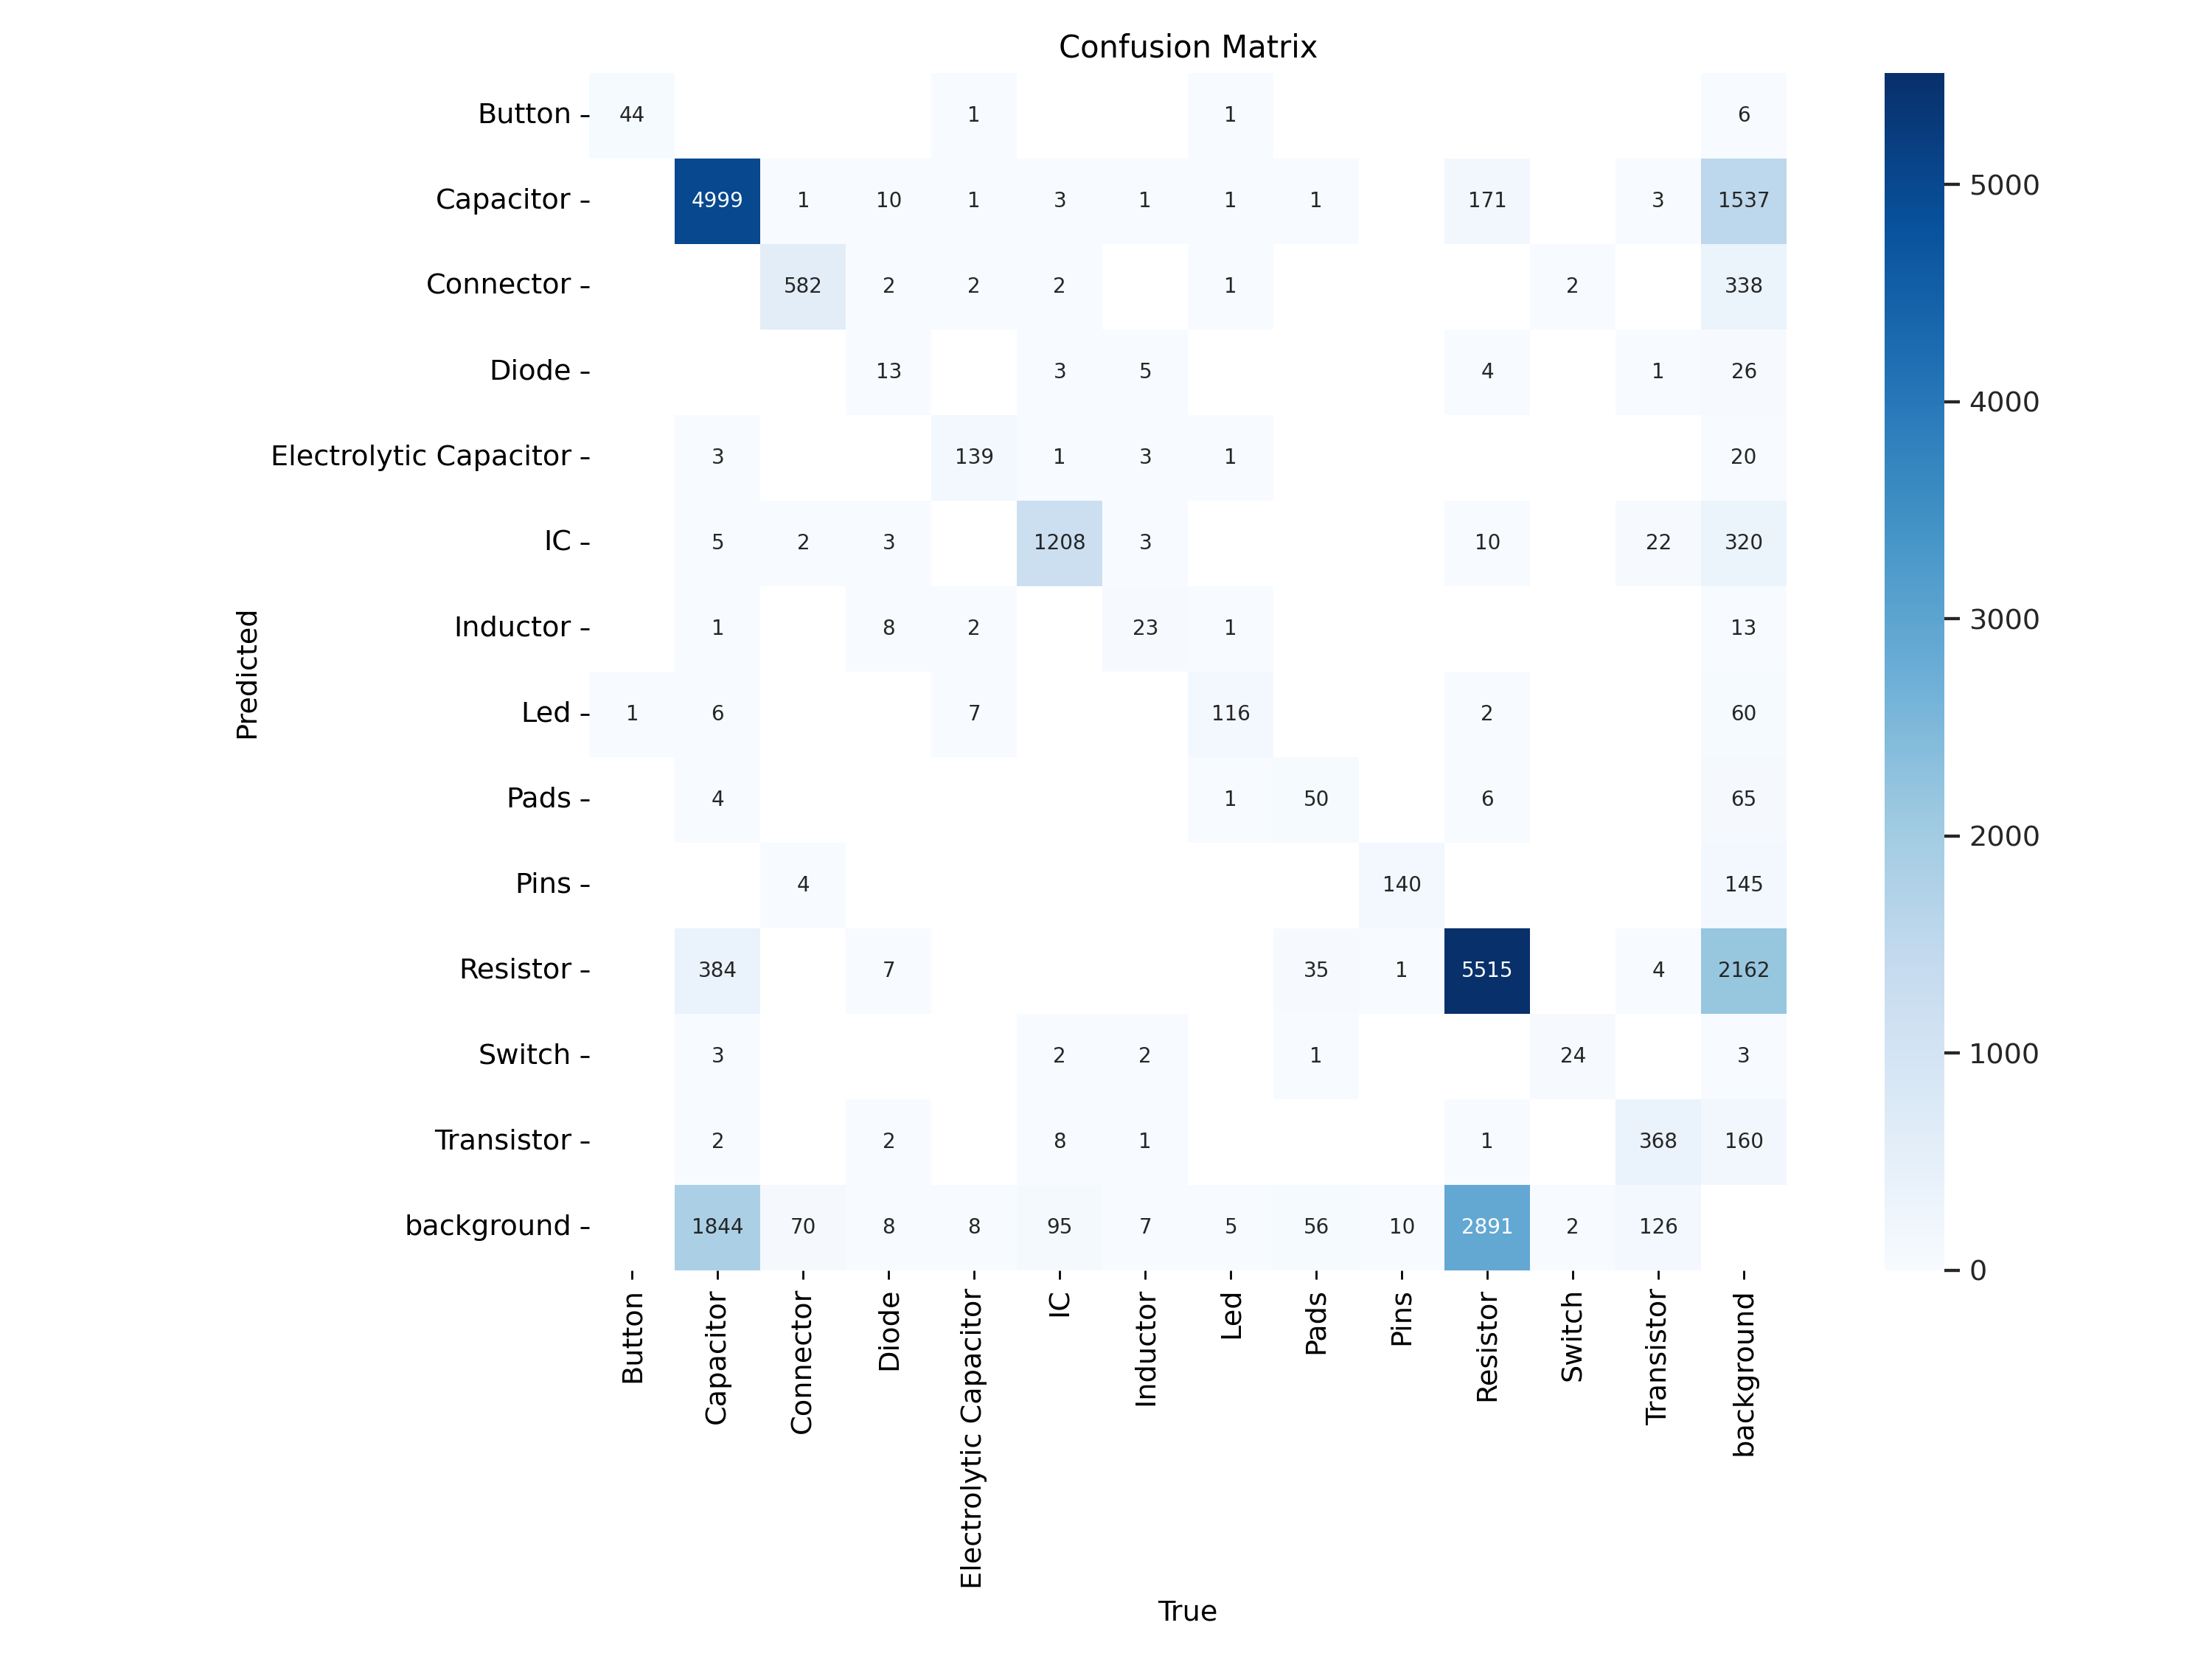 Confusion Matrix
Button 44 1 1 6
Capacitor 4999 1 10 1 3 1 1 1 171 3 1537
Connector 582 2 2 2 1 2 338
Diode 13 3 5 4 1 26
Electrolytic Capacitor 3 139 1 3 1 20
IC 5 2 3 1208 3 10 22 320
Inductor 1 8 2 23 1 13
Led 1 6 7 116 2 60
Pads 4 1 50 6 65
Pins 4 140 145
Resistor 384 7 35 1 5515 4 2162
Switch 3 2 2 1 24 3
Transistor 2 2 8 1 1 368 160
background 1844 70 8 8 95 7 5 56 10 2891 2 126
Predicted
Button
Capacitor
Connector
Diode
Electrolytic Capacitor
IC
Inductor
Led
Pads
Pins
Resistor
Switch
Transistor
background
True
5000
4000
3000
2000
1000
0